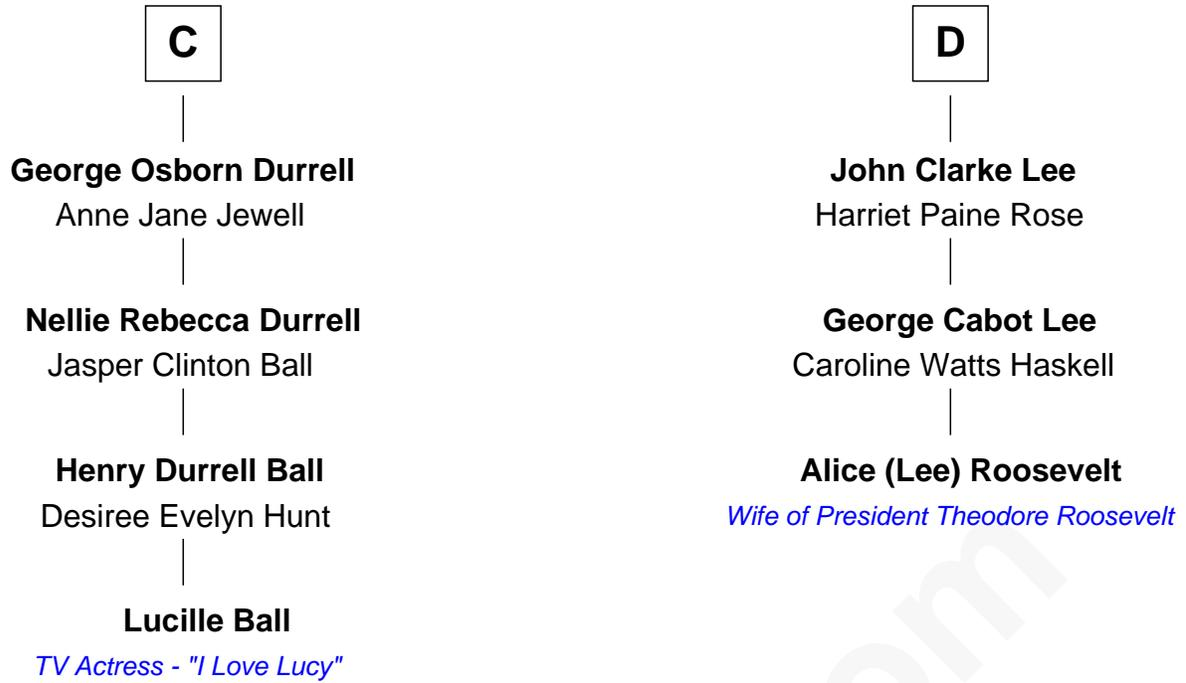 C
George Osborn Durrell
Anne Jane Jewell
Nellie Rebecca Durrell
Jasper Clinton Ball
Henry Durrell Ball
Desiree Evelyn Hunt
Lucille Ball
TV Actress - "I Love Lucy"
D
John Clarke Lee
Harriet Paine Rose
George Cabot Lee
Caroline Watts Haskell
Alice (Lee) Roosevelt
Wife of President Theodore Roosevelt
om